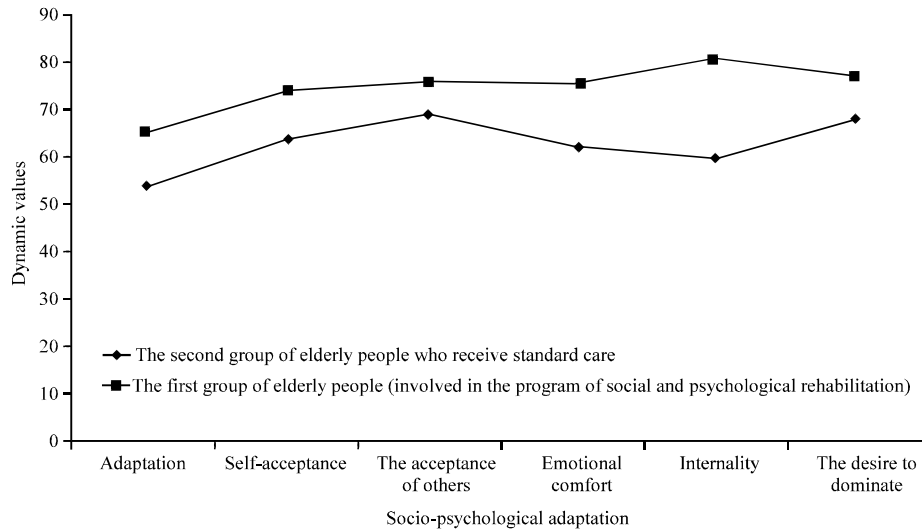 90
80
70
60
50
40
30
20
10
0
Dynamic values
The second group of elderly people who receive standard care
The first group of elderly people (involved in the program of social and psychological rehabilitation)
Adaptation
Self-acceptance
The acceptance
of others
Emotional
comfort
Internality
The desire to
dominate
Socio-psychological adaptation